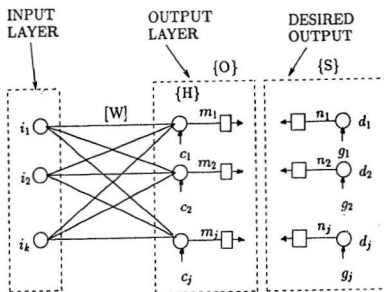 INPUT LAYER
OUTPUT LAYER
DESIRED OUTPUT
{O}
{S}
{H}
[W]
i₁
m₁
n₁
d₁
c₁
g₁
i₂
m₂
n₂
d₂
c₂
g₂
iₖ
mⱼ
nⱼ
dⱼ
cⱼ
gⱼ